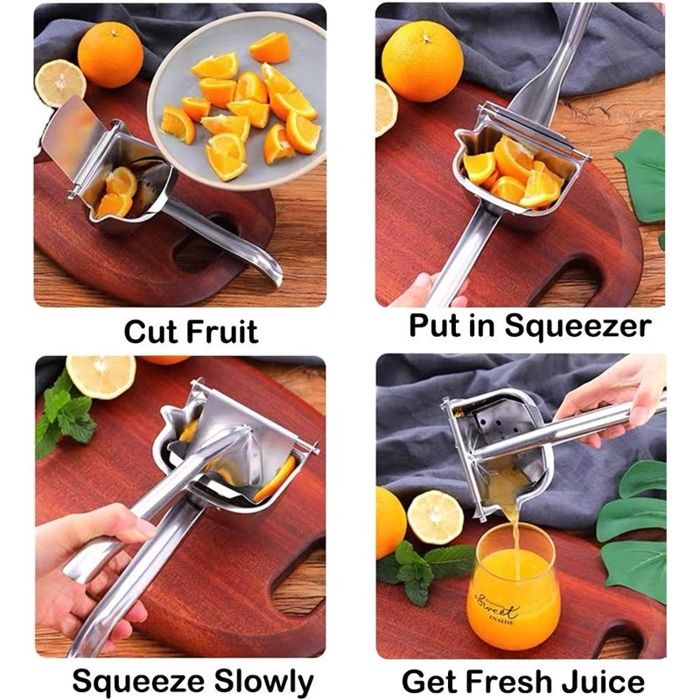 Cut Fruit
Put in Squeezer
Squeeze Slowly
Get Fresh Juice
Sweet
INSIDE